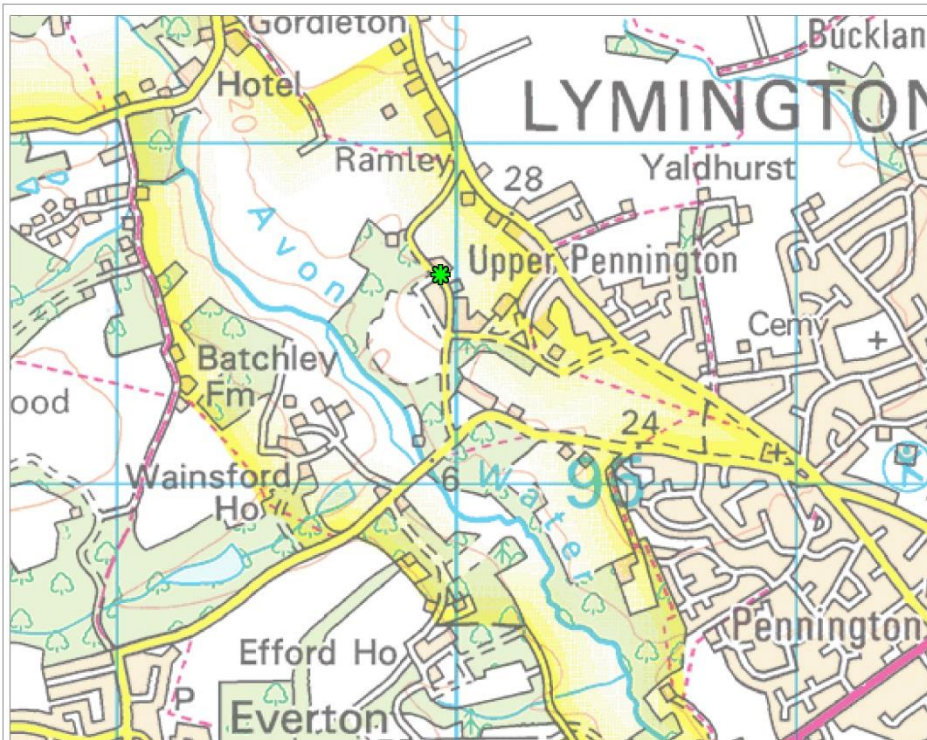 Gordleton
Bucklan
Hotel
20
LYMINGTON
Ramley
28
Yaldhurst
Avon
Upper Pennington
Cemy
Batchley
Fm
ood
24
Wainsford
Ho
6
Water
95
Pennington
Efford Ho
P
Everton